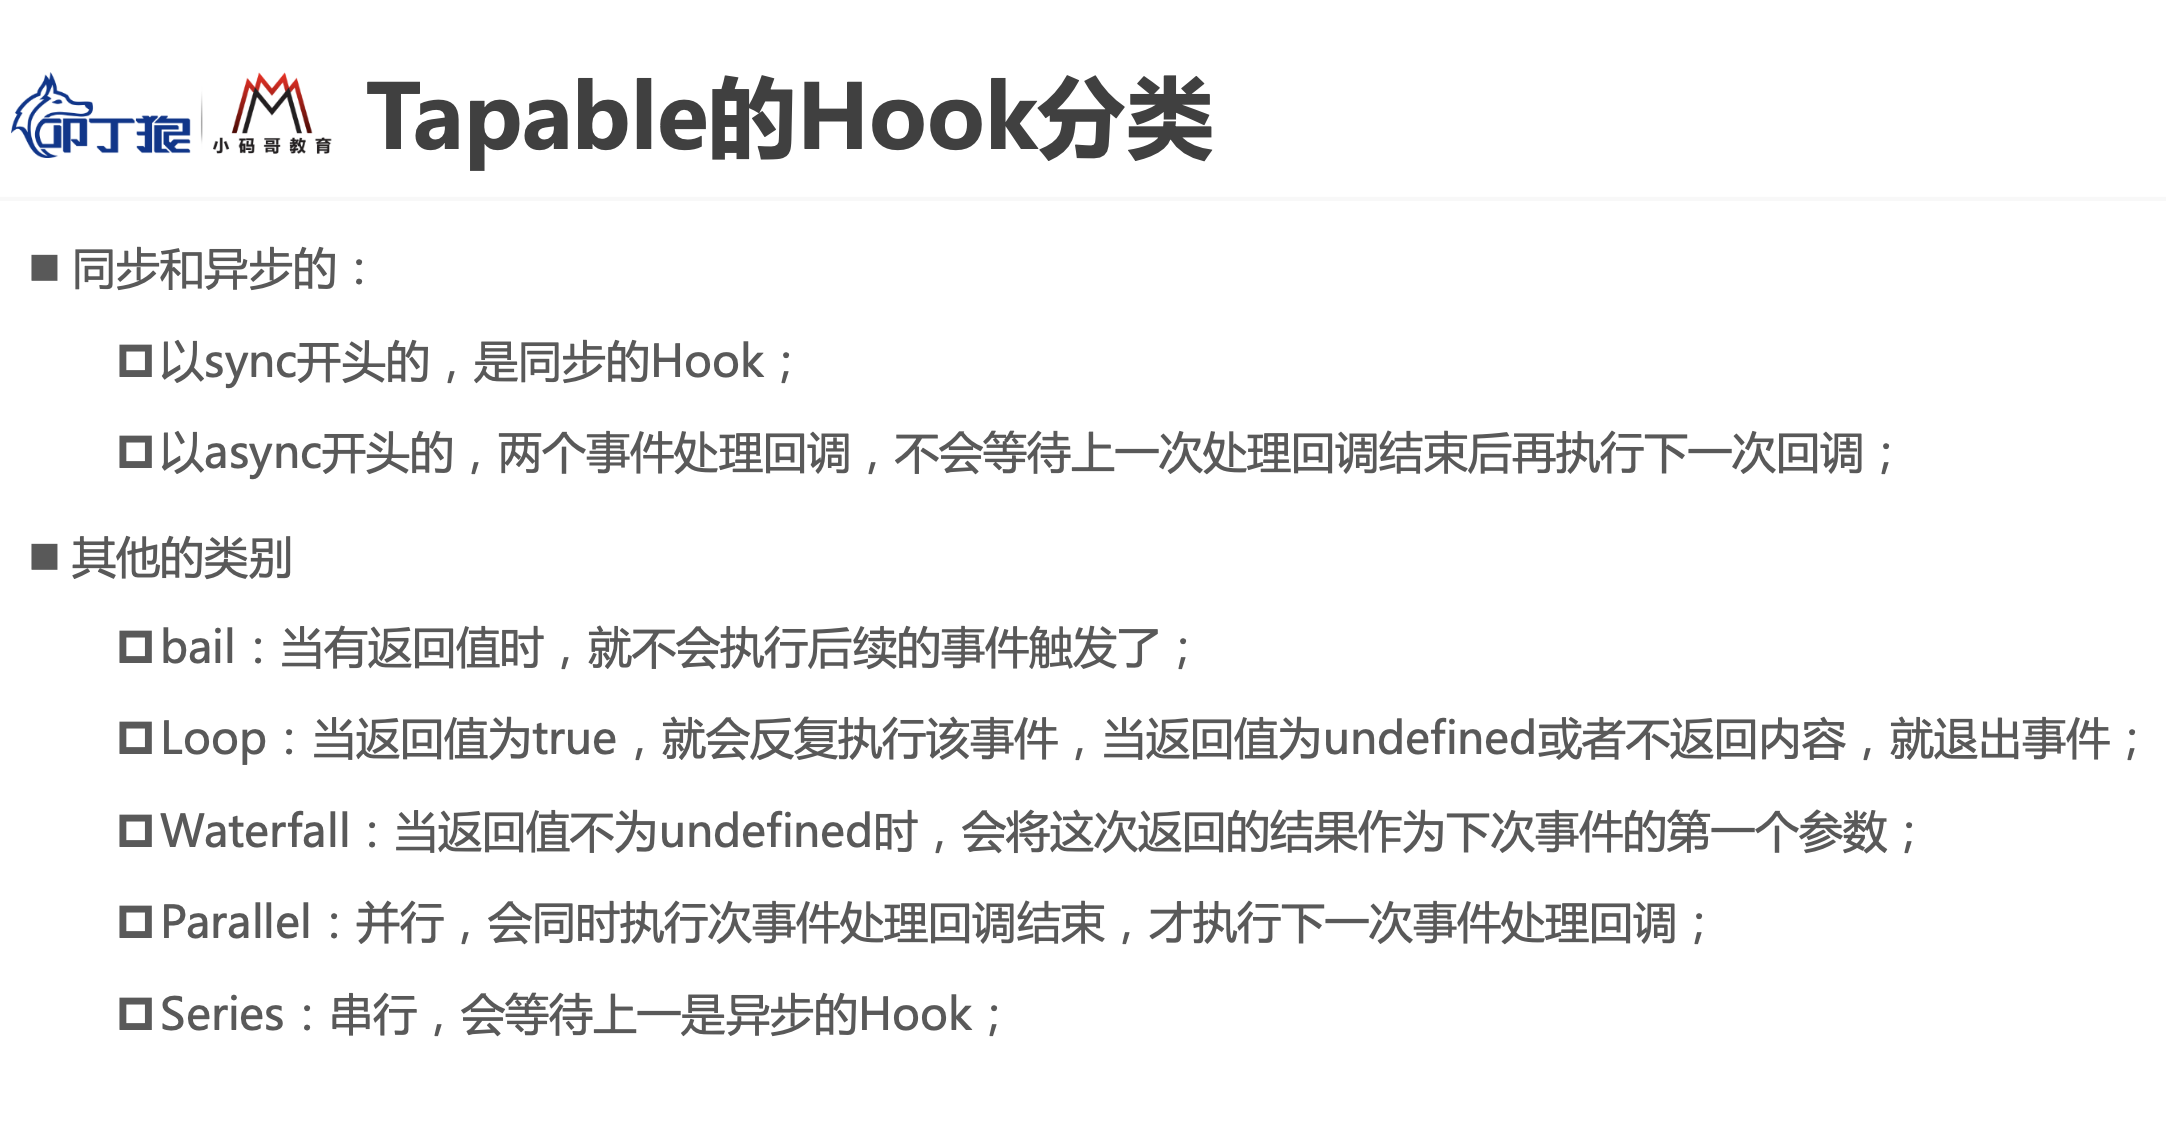 叩丁狼
小码哥教育
Tapable的Hook分类
同步和异步的：
以sync开头的，是同步的Hook；
以async开头的，两个事件处理回调，不会等待上一次处理回调结束后再执行下一次回调；
其他的类别
bail：当有返回值时，就不会执行后续的事件触发了；
Loop：当返回值为true，就会反复执行该事件，当返回值为undefined或者不返回内容，就退出事件；
Waterfall：当返回值不为undefined时，会将这次返回的结果作为下次事件的第一个参数；
Parallel：并行，会同时执行次事件处理回调结束，才执行下一次事件处理回调；
Series：串行，会等待上一是异步的Hook；